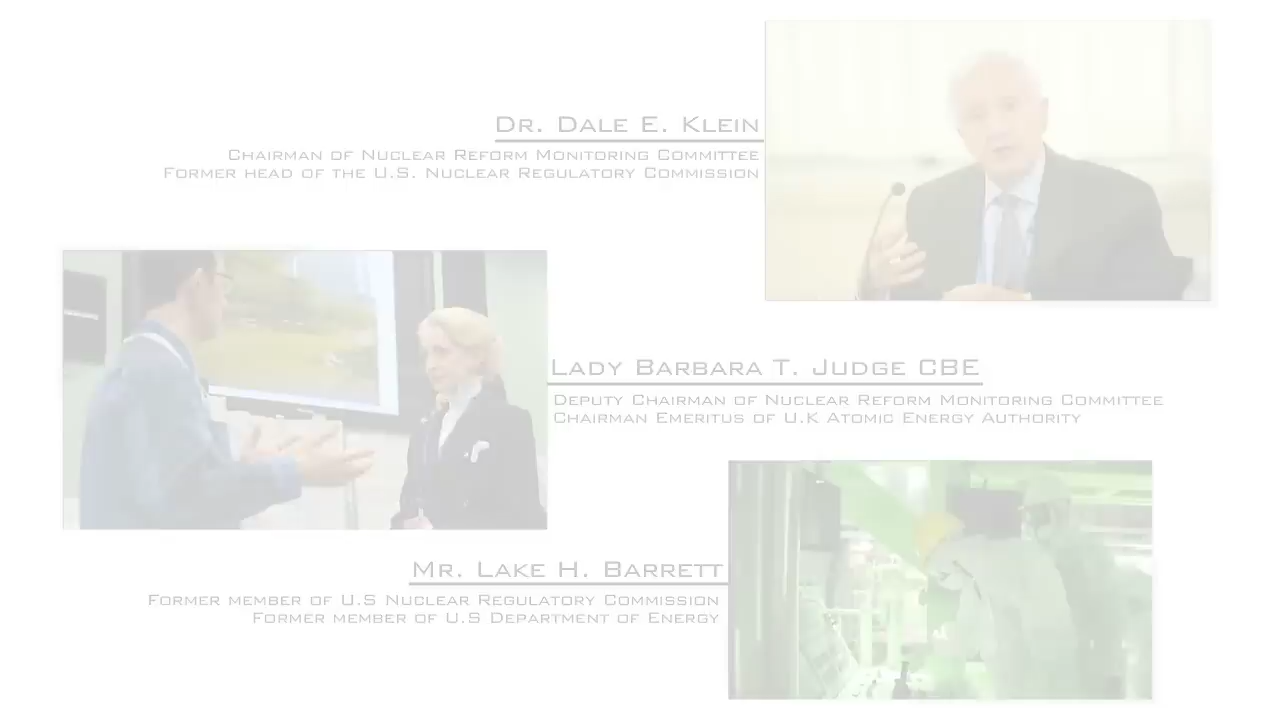 Dr. Dale E. Klein
Chairman of Nuclear Reform Monitoring Committee
Former head of the U.S. Nuclear Regulatory Commission
Lady Barbara T. Judge CBE
Deputy Chairman of Nuclear Reform Monitoring Committee
Chairman Emeritus of U.K Atomic Energy Authority
Mr. Lake H. Barrett
Former member of U.S Nuclear Regulatory Commission
Former member of U.S Department of Energy